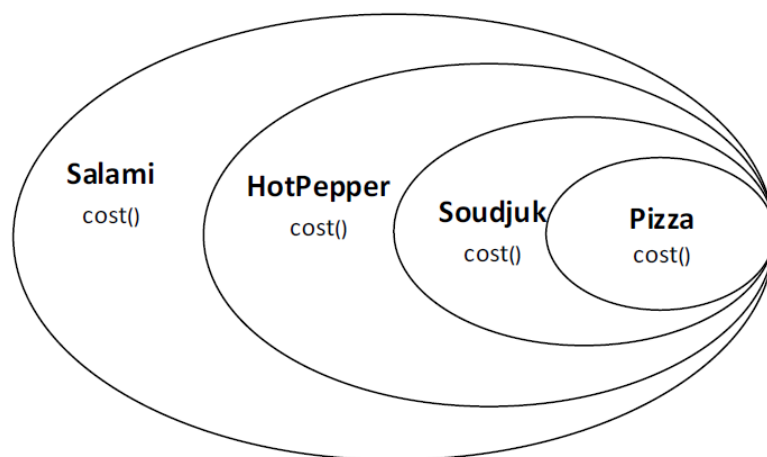 Salami
cost()
HotPepper
cost()
Soudjuk
cost()
Pizza
cost()